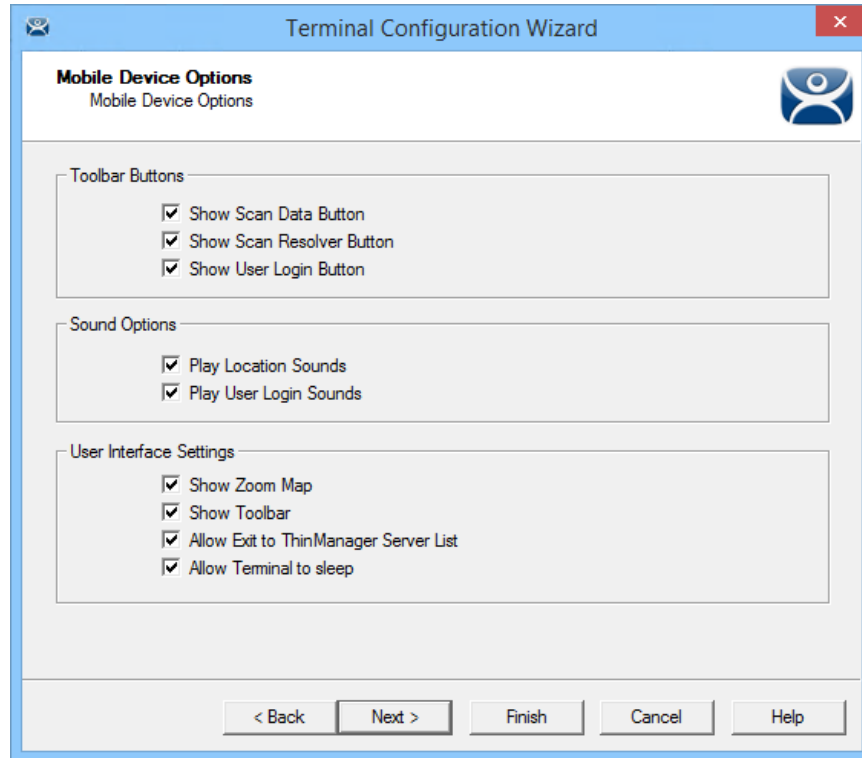 Terminal Configuration Wizard
Mobile Device Options
Mobile Device Options
Toolbar Buttons
Show Scan Data Button
Show Scan Resolver Button
Show User Login Button
Sound Options
Play Location Sounds
Play User Login Sounds
User Interface Settings
Show Zoom Map
Show Toolbar
Allow Exit to ThinManager Server List
Allow Terminal to sleep
< Back Next > Finish Cancel Help